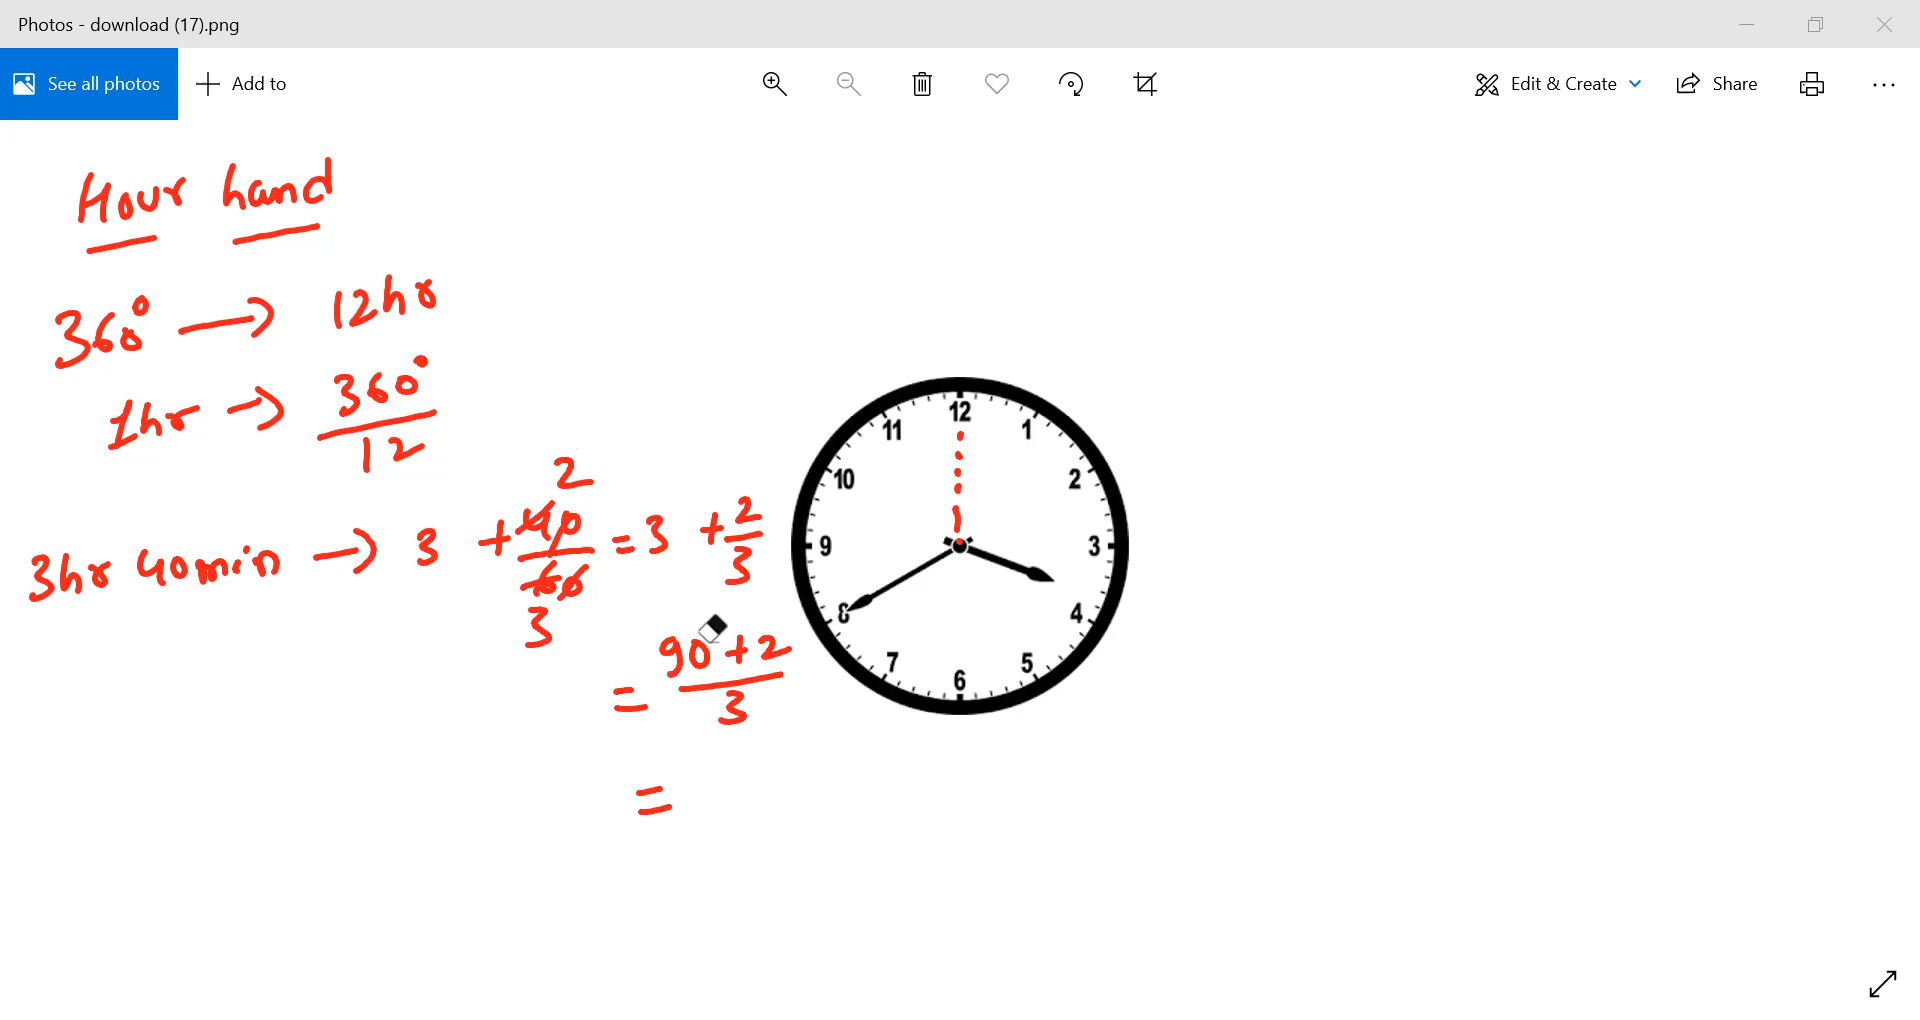 Photos - download (17).png
See all photos
Add to
Edit & Create
Share
Hour hand
360° → 12hr
1hr → 360°/12
3hr 40min → 3 + 40/60 2/3 = 3 + 2/3
= 90+2/3
=
12
11 1
10 2
9 3
8 4
7 5
6